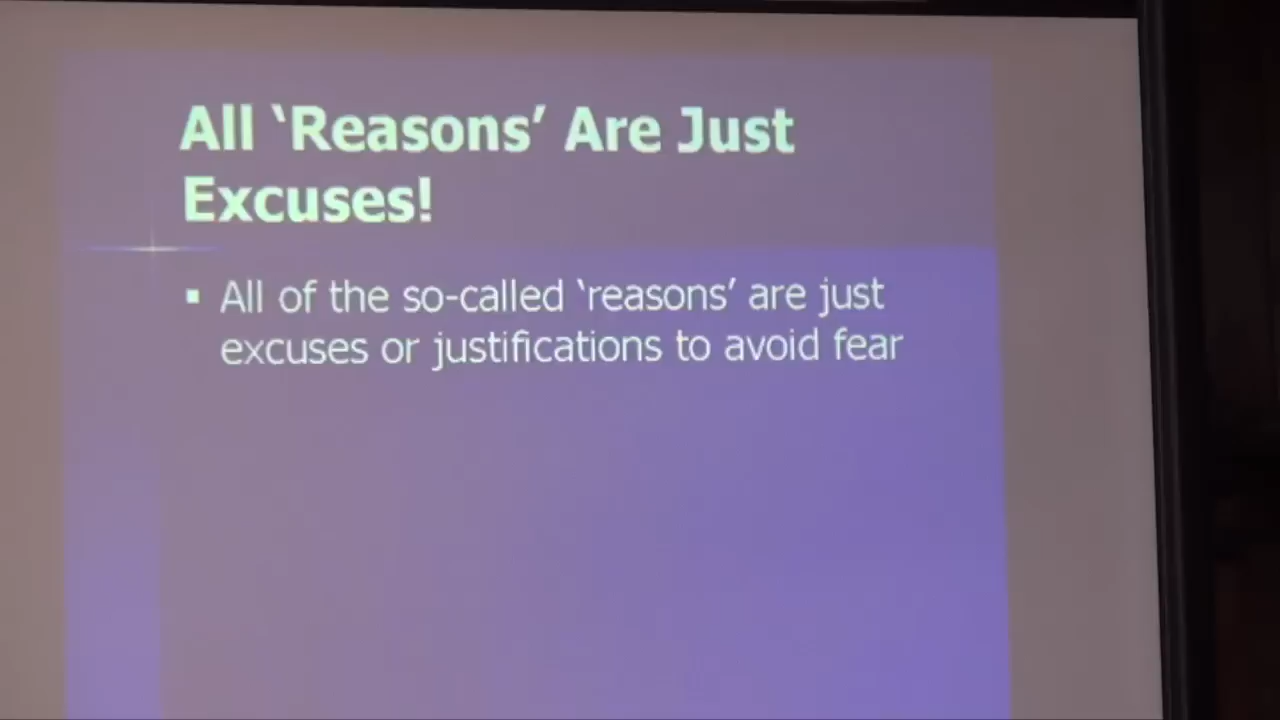 All ‘Reasons’ Are Just
Excuses!
▪ All of the so-called ‘reasons’ are just
excuses or justifications to avoid fear